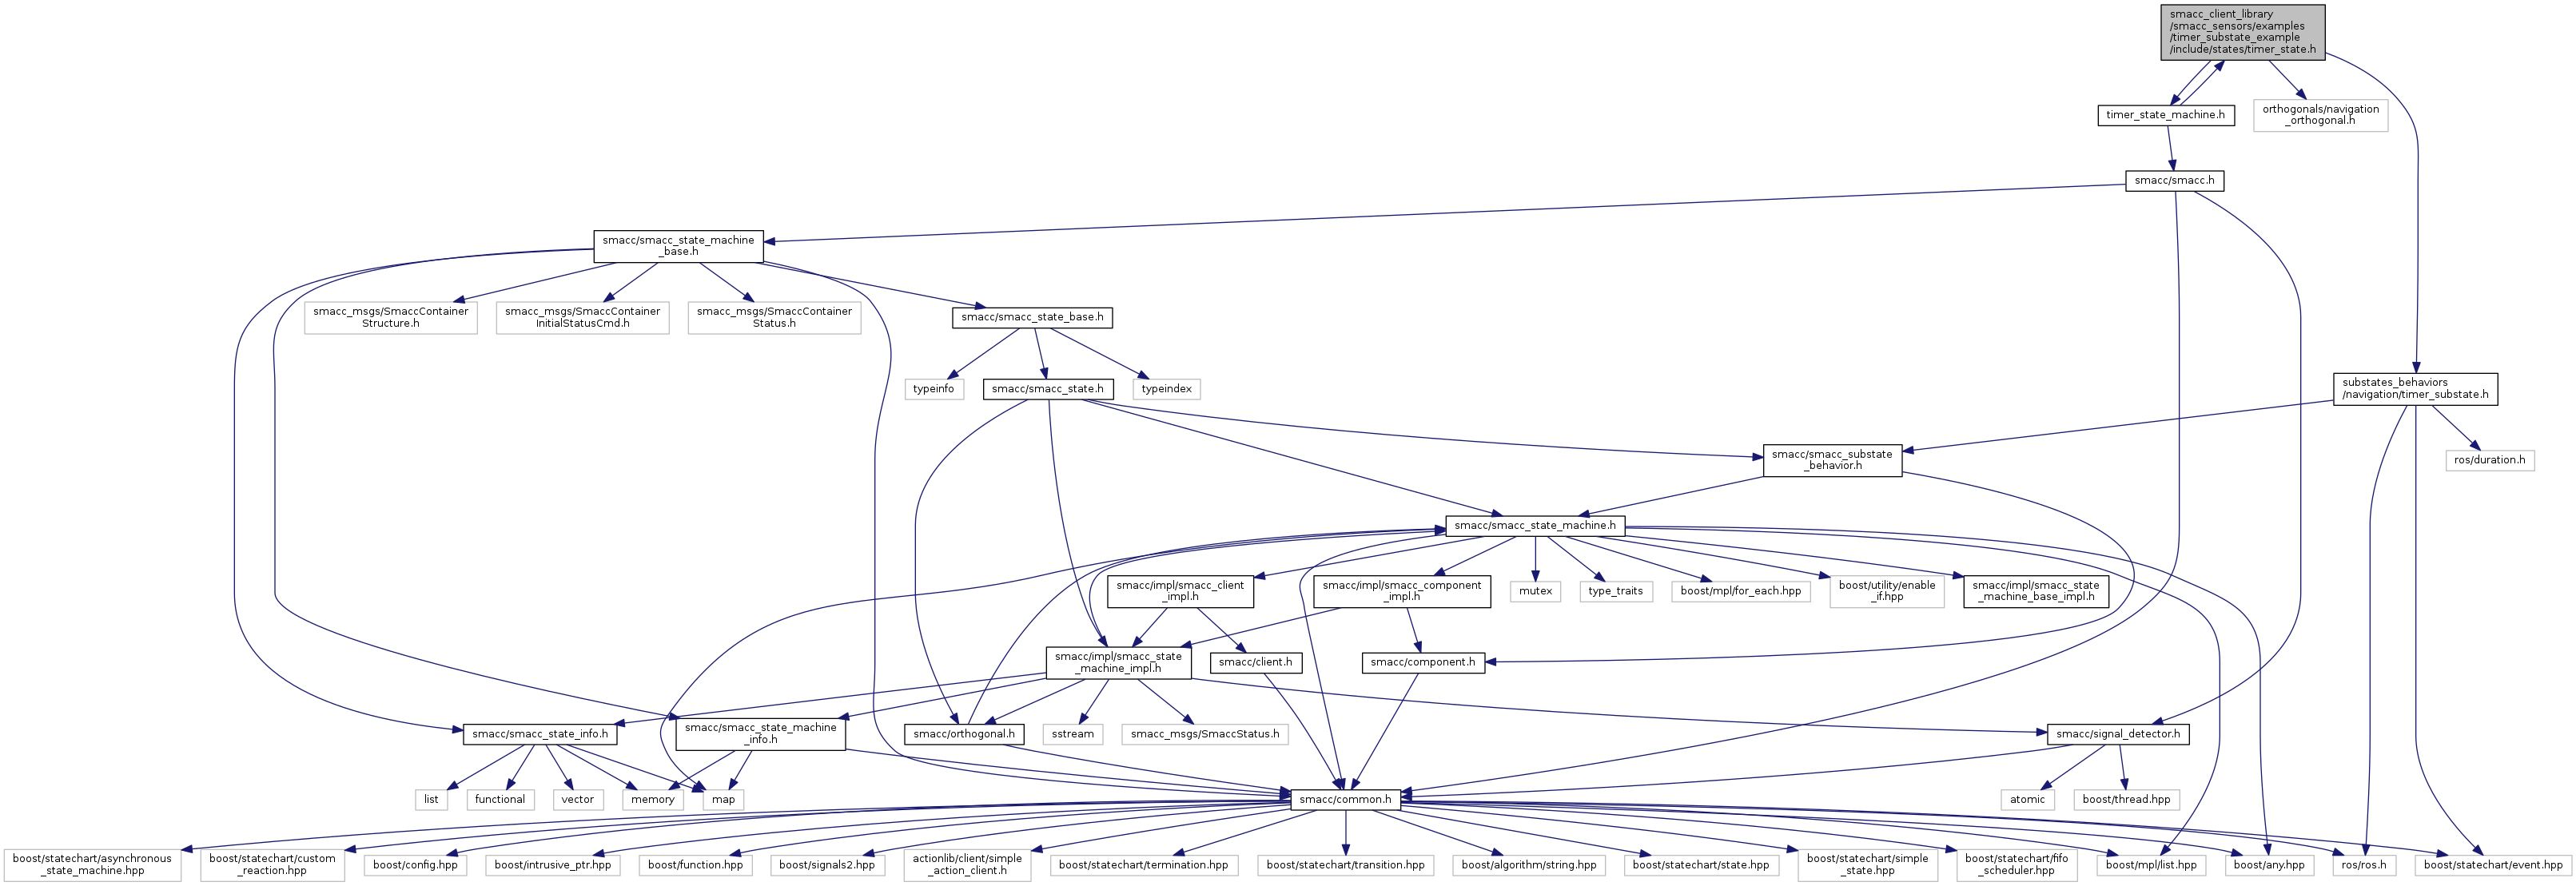 smacc_client_library
/smacc_sensors/examples
/timer_substate_example
/include/states/timer_state.h
timer_state_machine.h
orthogonals/navigation
_orthogonal.h
smacc/smacc.h
smacc/smacc_state_machine
_base.h
smacc_msgs/SmaccContainer
Structure.h
smacc_msgs/SmaccContainer
InitialStatusCmd.h
smacc_msgs/SmaccContainer
Status.h
smacc/smacc_state_base.h
typeinfo
smacc/smacc_state.h
typeindex
substates_behaviors
/navigation/timer_substate.h
smacc/smacc_substate
_behavior.h
ros/duration.h
smacc/smacc_state_machine.h
smacc/impl/smacc_client
_impl.h
smacc/impl/smacc_component
_impl.h
mutex
type_traits
boost/mpl/for_each.hpp
boost/utility/enable
_if.hpp
smacc/impl/smacc_state
_machine_base_impl.h
smacc/impl/smacc_state
_machine_impl.h
smacc/client.h
smacc/component.h
smacc/smacc_state_info.h
smacc/smacc_state_machine
_info.h
smacc/orthogonal.h
sstream
smacc_msgs/SmaccStatus.h
smacc/signal_detector.h
list
functional
vector
memory
map
smacc/common.h
atomic
boost/thread.hpp
boost/statechart/asynchronous
_state_machine.hpp
boost/statechart/custom
_reaction.hpp
boost/config.hpp
boost/intrusive_ptr.hpp
boost/function.hpp
boost/signals2.hpp
actionlib/client/simple
_action_client.h
boost/statechart/termination.hpp
boost/statechart/transition.hpp
boost/algorithm/string.hpp
boost/statechart/state.hpp
boost/statechart/simple
_state.hpp
boost/statechart/fifo
_scheduler.hpp
boost/mpl/list.hpp
boost/any.hpp
ros/ros.h
boost/statechart/event.hpp